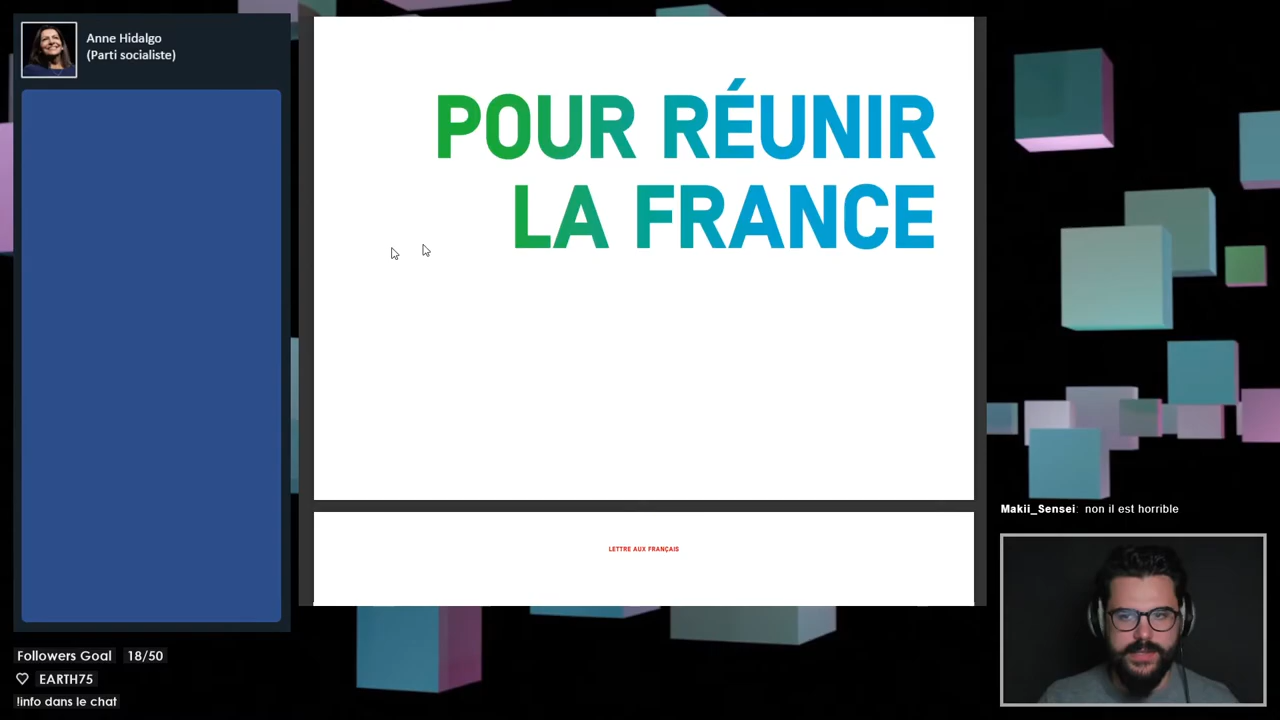 Anne Hidalgo
(Parti socialiste)
POUR RÉUNIR
LA FRANCE
LETTRE AUX FRANÇAIS
Makii_Sensei: non il est horrible
Followers Goal 18/50
EARTH75
!info dans le chat